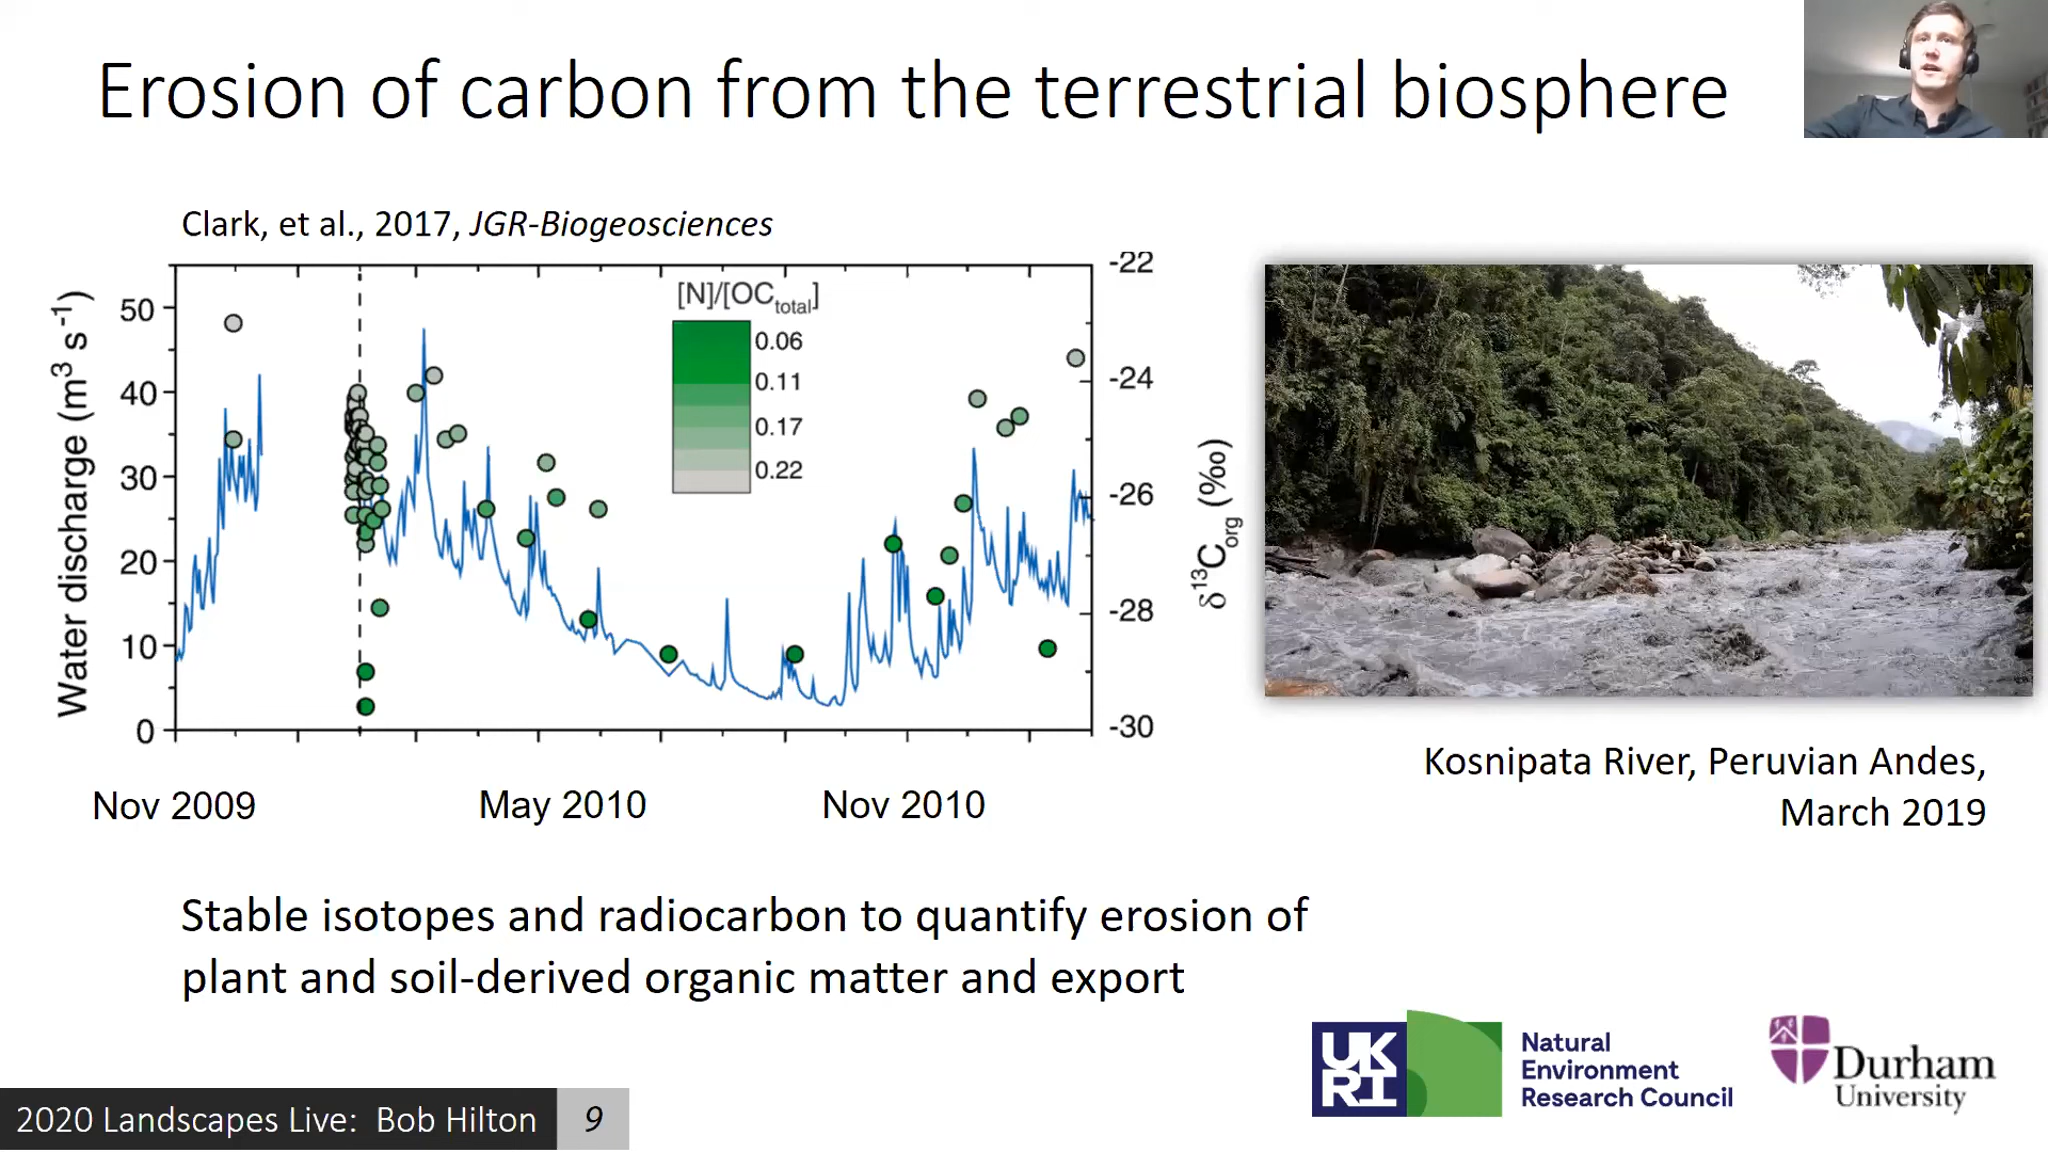 Erosion of carbon from the terrestrial biosphere
Clark, et al., 2017, JGR-Biogeosciences
Water discharge (m³ s⁻¹)
50
40
30
20
10
0
[N]/[OCtotal]
0.06
0.11
0.17
0.22
-22
-24
-26
-28
-30
δ¹³Corg (‰)
Nov 2009
May 2010
Nov 2010
Kosnipata River, Peruvian Andes,
March 2019
Stable isotopes and radiocarbon to quantify erosion of
plant and soil-derived organic matter and export
UK
RI
Natural
Environment
Research Council
Durham
University
2020 Landscapes Live: Bob Hilton
9